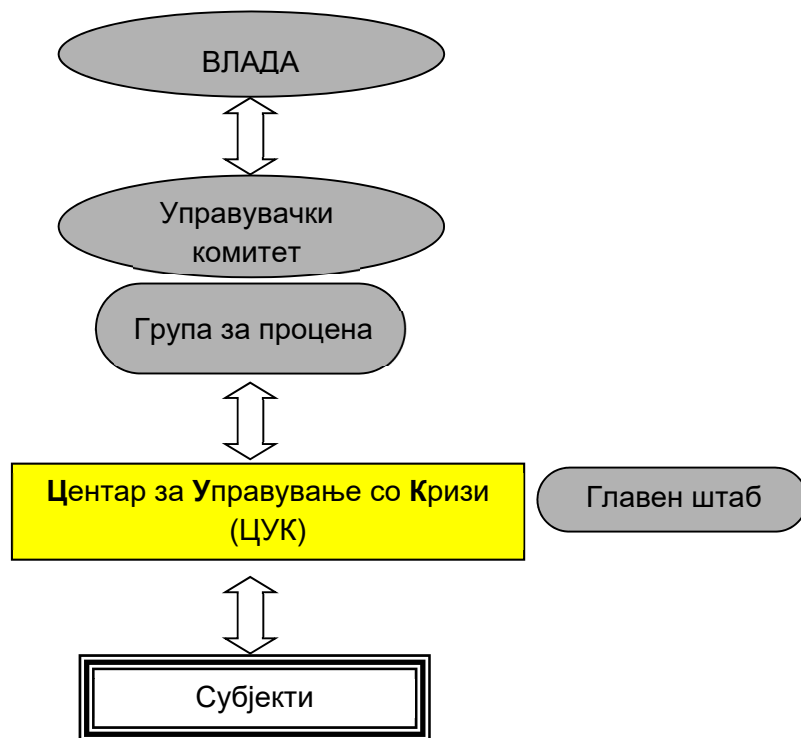 ВЛАДА
Управувачки
комитет
Група за процена
Центар за Управување со Кризи
(ЦУК)
Главен штаб
Субјекти